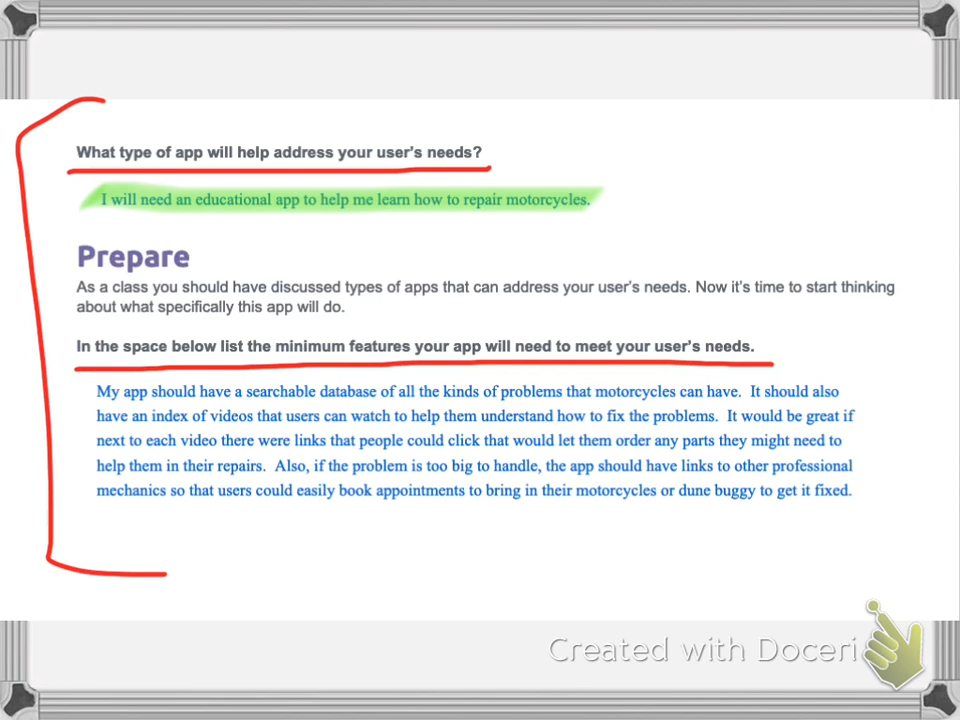 What type of app will help address your user's needs?
I will need an educational app to help me learn how to repair motorcycles.
Prepare
As a class you should have discussed types of apps that can address your user's needs. Now it's time to start thinking
about what specifically this app will do.
In the space below list the minimum features your app will need to meet your user's needs.
My app should have a searchable database of all the kinds of problems that motorcycles can have. It should also
have an index of videos that users can watch to help them understand how to fix the problems. It would be great if
next to each video there were links that people could click that would let them order any parts they might need to
help them in their repairs. Also, if the problem is too big to handle, the app should have links to other professional
mechanics so that users could easily book appointments to bring in their motorcycles or dune buggy to get it fixed.
Created with Doceri